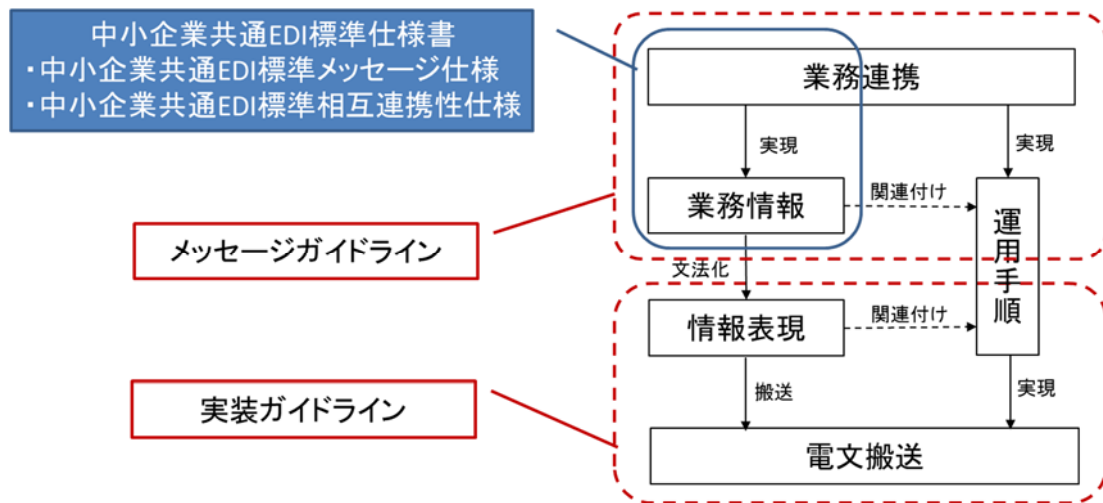 中小企業共通EDI標準仕様書
・中小企業共通EDI標準メッセージ仕様
・中小企業共通EDI標準相互連携性仕様
業務連携
実現
実現
業務情報
関連付け
運用手順
メッセージガイドライン
文法化
情報表現
関連付け
実装ガイドライン
搬送
実現
電文搬送